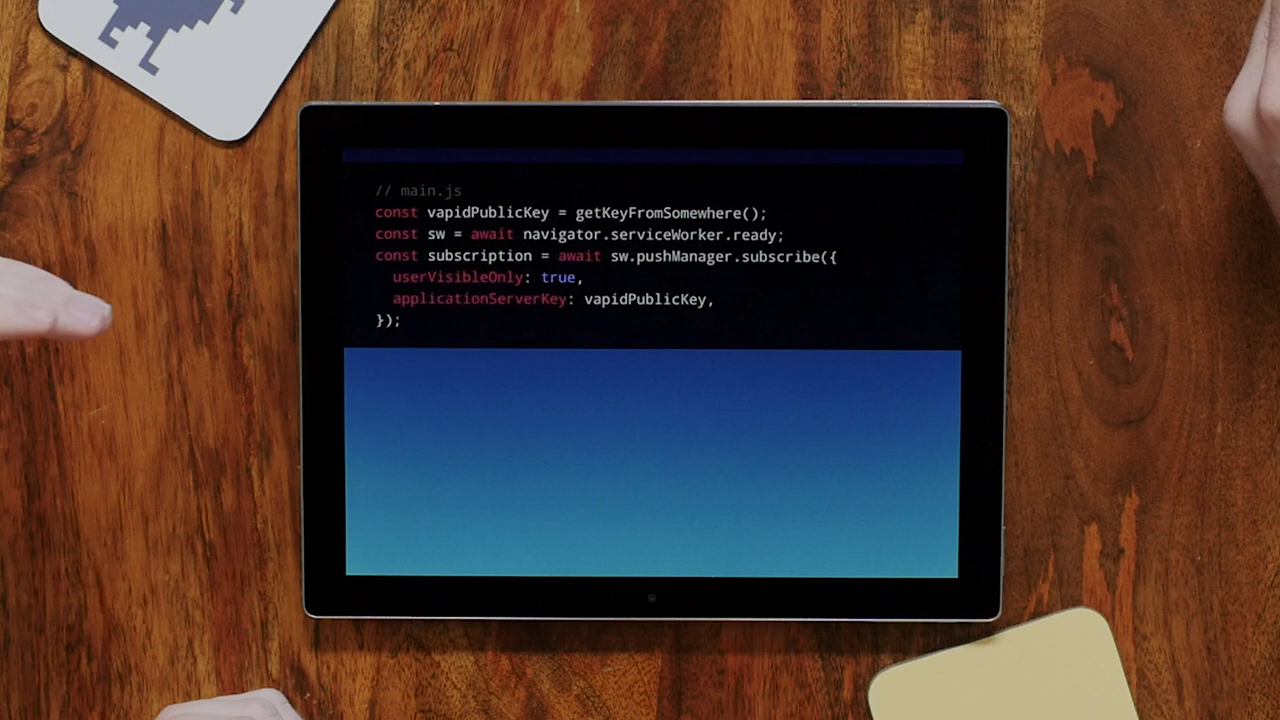 // main.js
const vapidPublicKey = getKeyFromSomewhere();
const sw = await navigator.serviceWorker.ready;
const subscription = await sw.pushManager.subscribe({
  userVisibleOnly: true,
  applicationServerKey: vapidPublicKey,
});